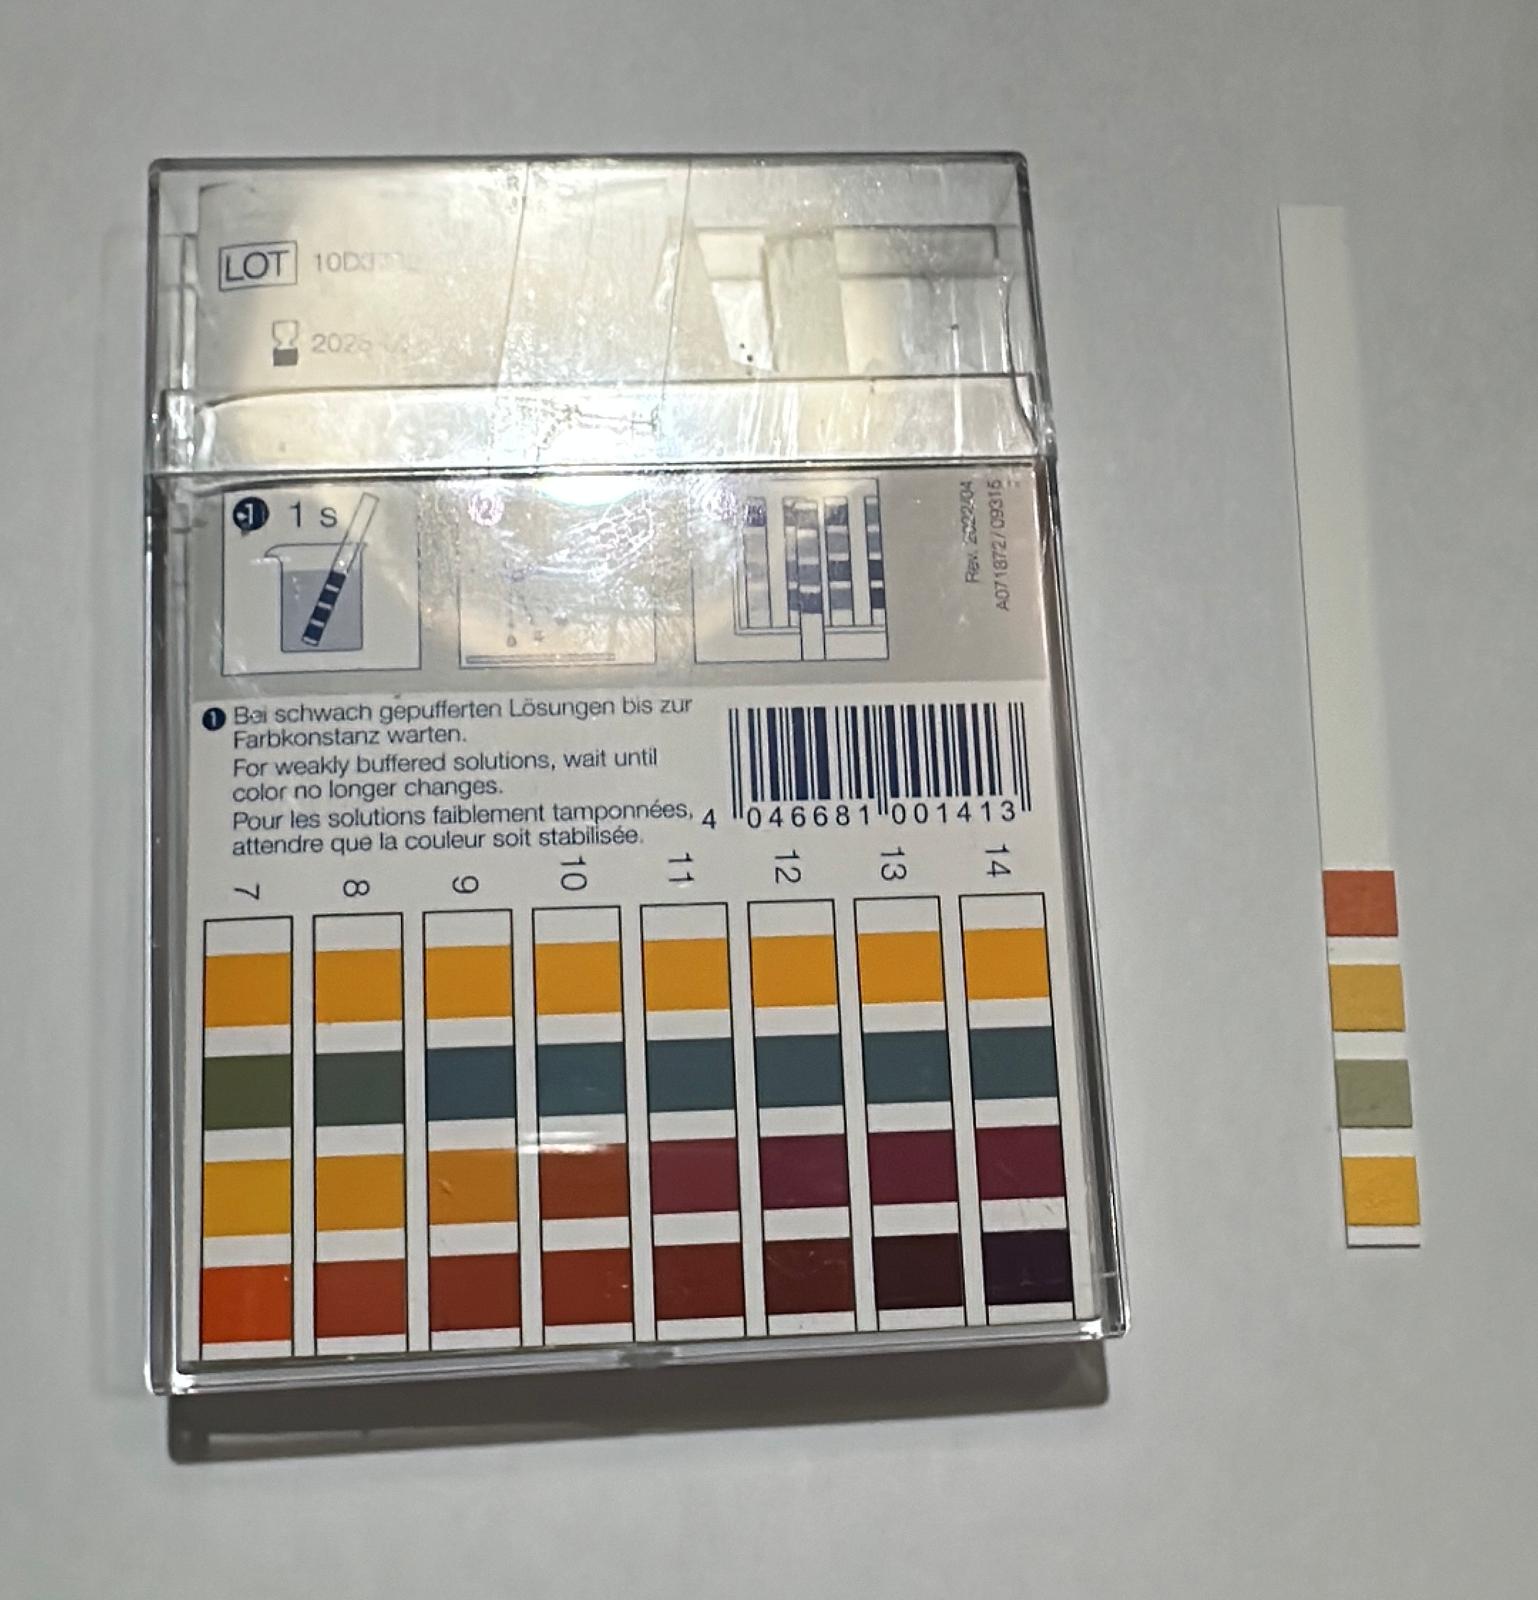 LOT
1 s
2
Rev. 2022/04
A071872/09315
1 Bei schwach gepufferten Lösungen bis zur
Farbkonstanz warten.
For weakly buffered solutions, wait until
color no longer changes.
Pour les solutions faiblement tamponnées,
attendre que la couleur soit stabilisée.
4 046681 001413
7 8 9 10 11 12 13 14